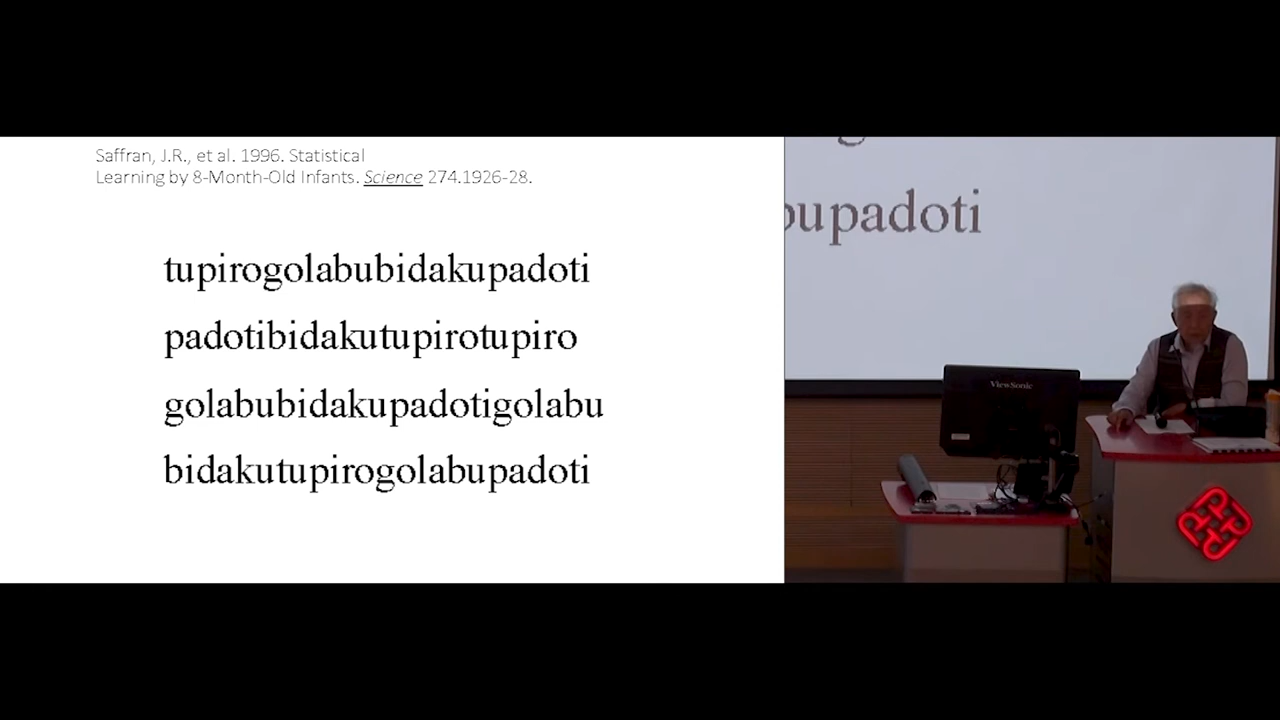 Saffran, J.R., et al. 1996. Statistical
Learning by 8-Month-Old Infants. Science 274.1926-28.
tupirogolabubidakupadoti
padotibidakutupirotupiro
golabubidakupadotigolabu
bidakutupirogolabupadoti
upadoti
ViewSonic